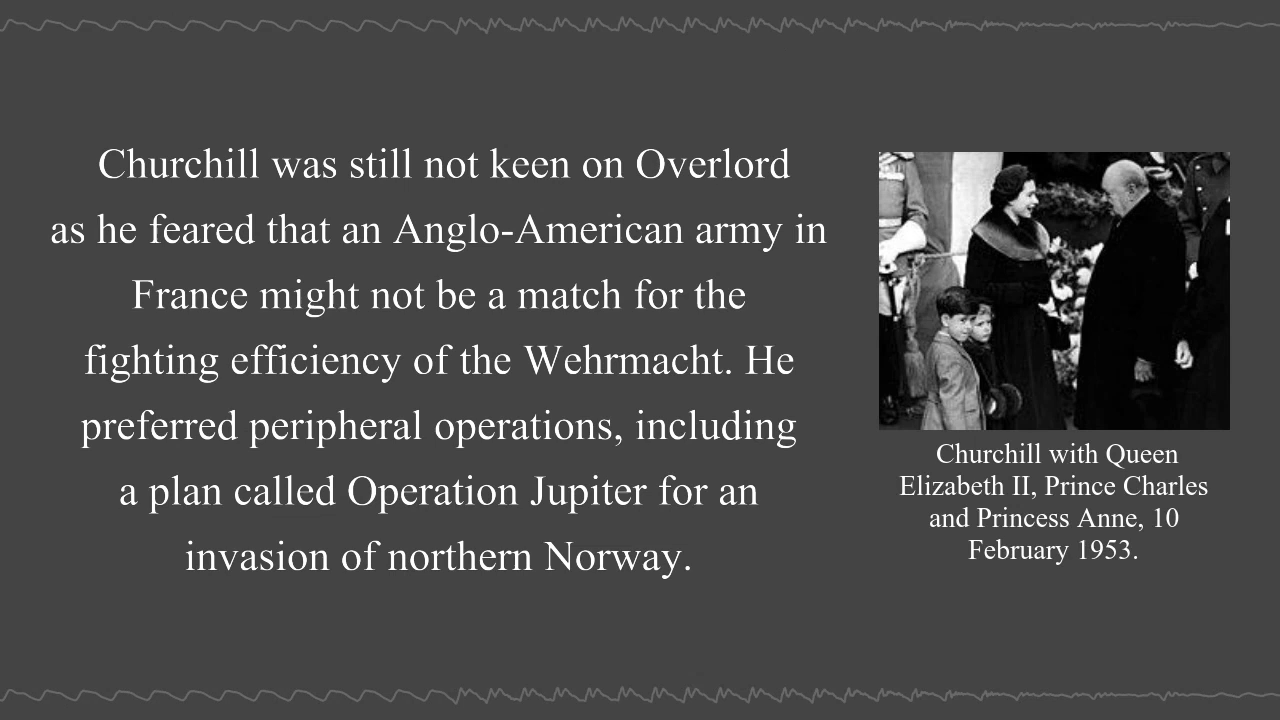 Churchill was still not keen on Overlord
as he feared that an Anglo-American army in
France might not be a match for the
fighting efficiency of the Wehrmacht. He
preferred peripheral operations, including
a plan called Operation Jupiter for an
invasion of northern Norway.
Churchill with Queen
Elizabeth II, Prince Charles
and Princess Anne, 10
February 1953.